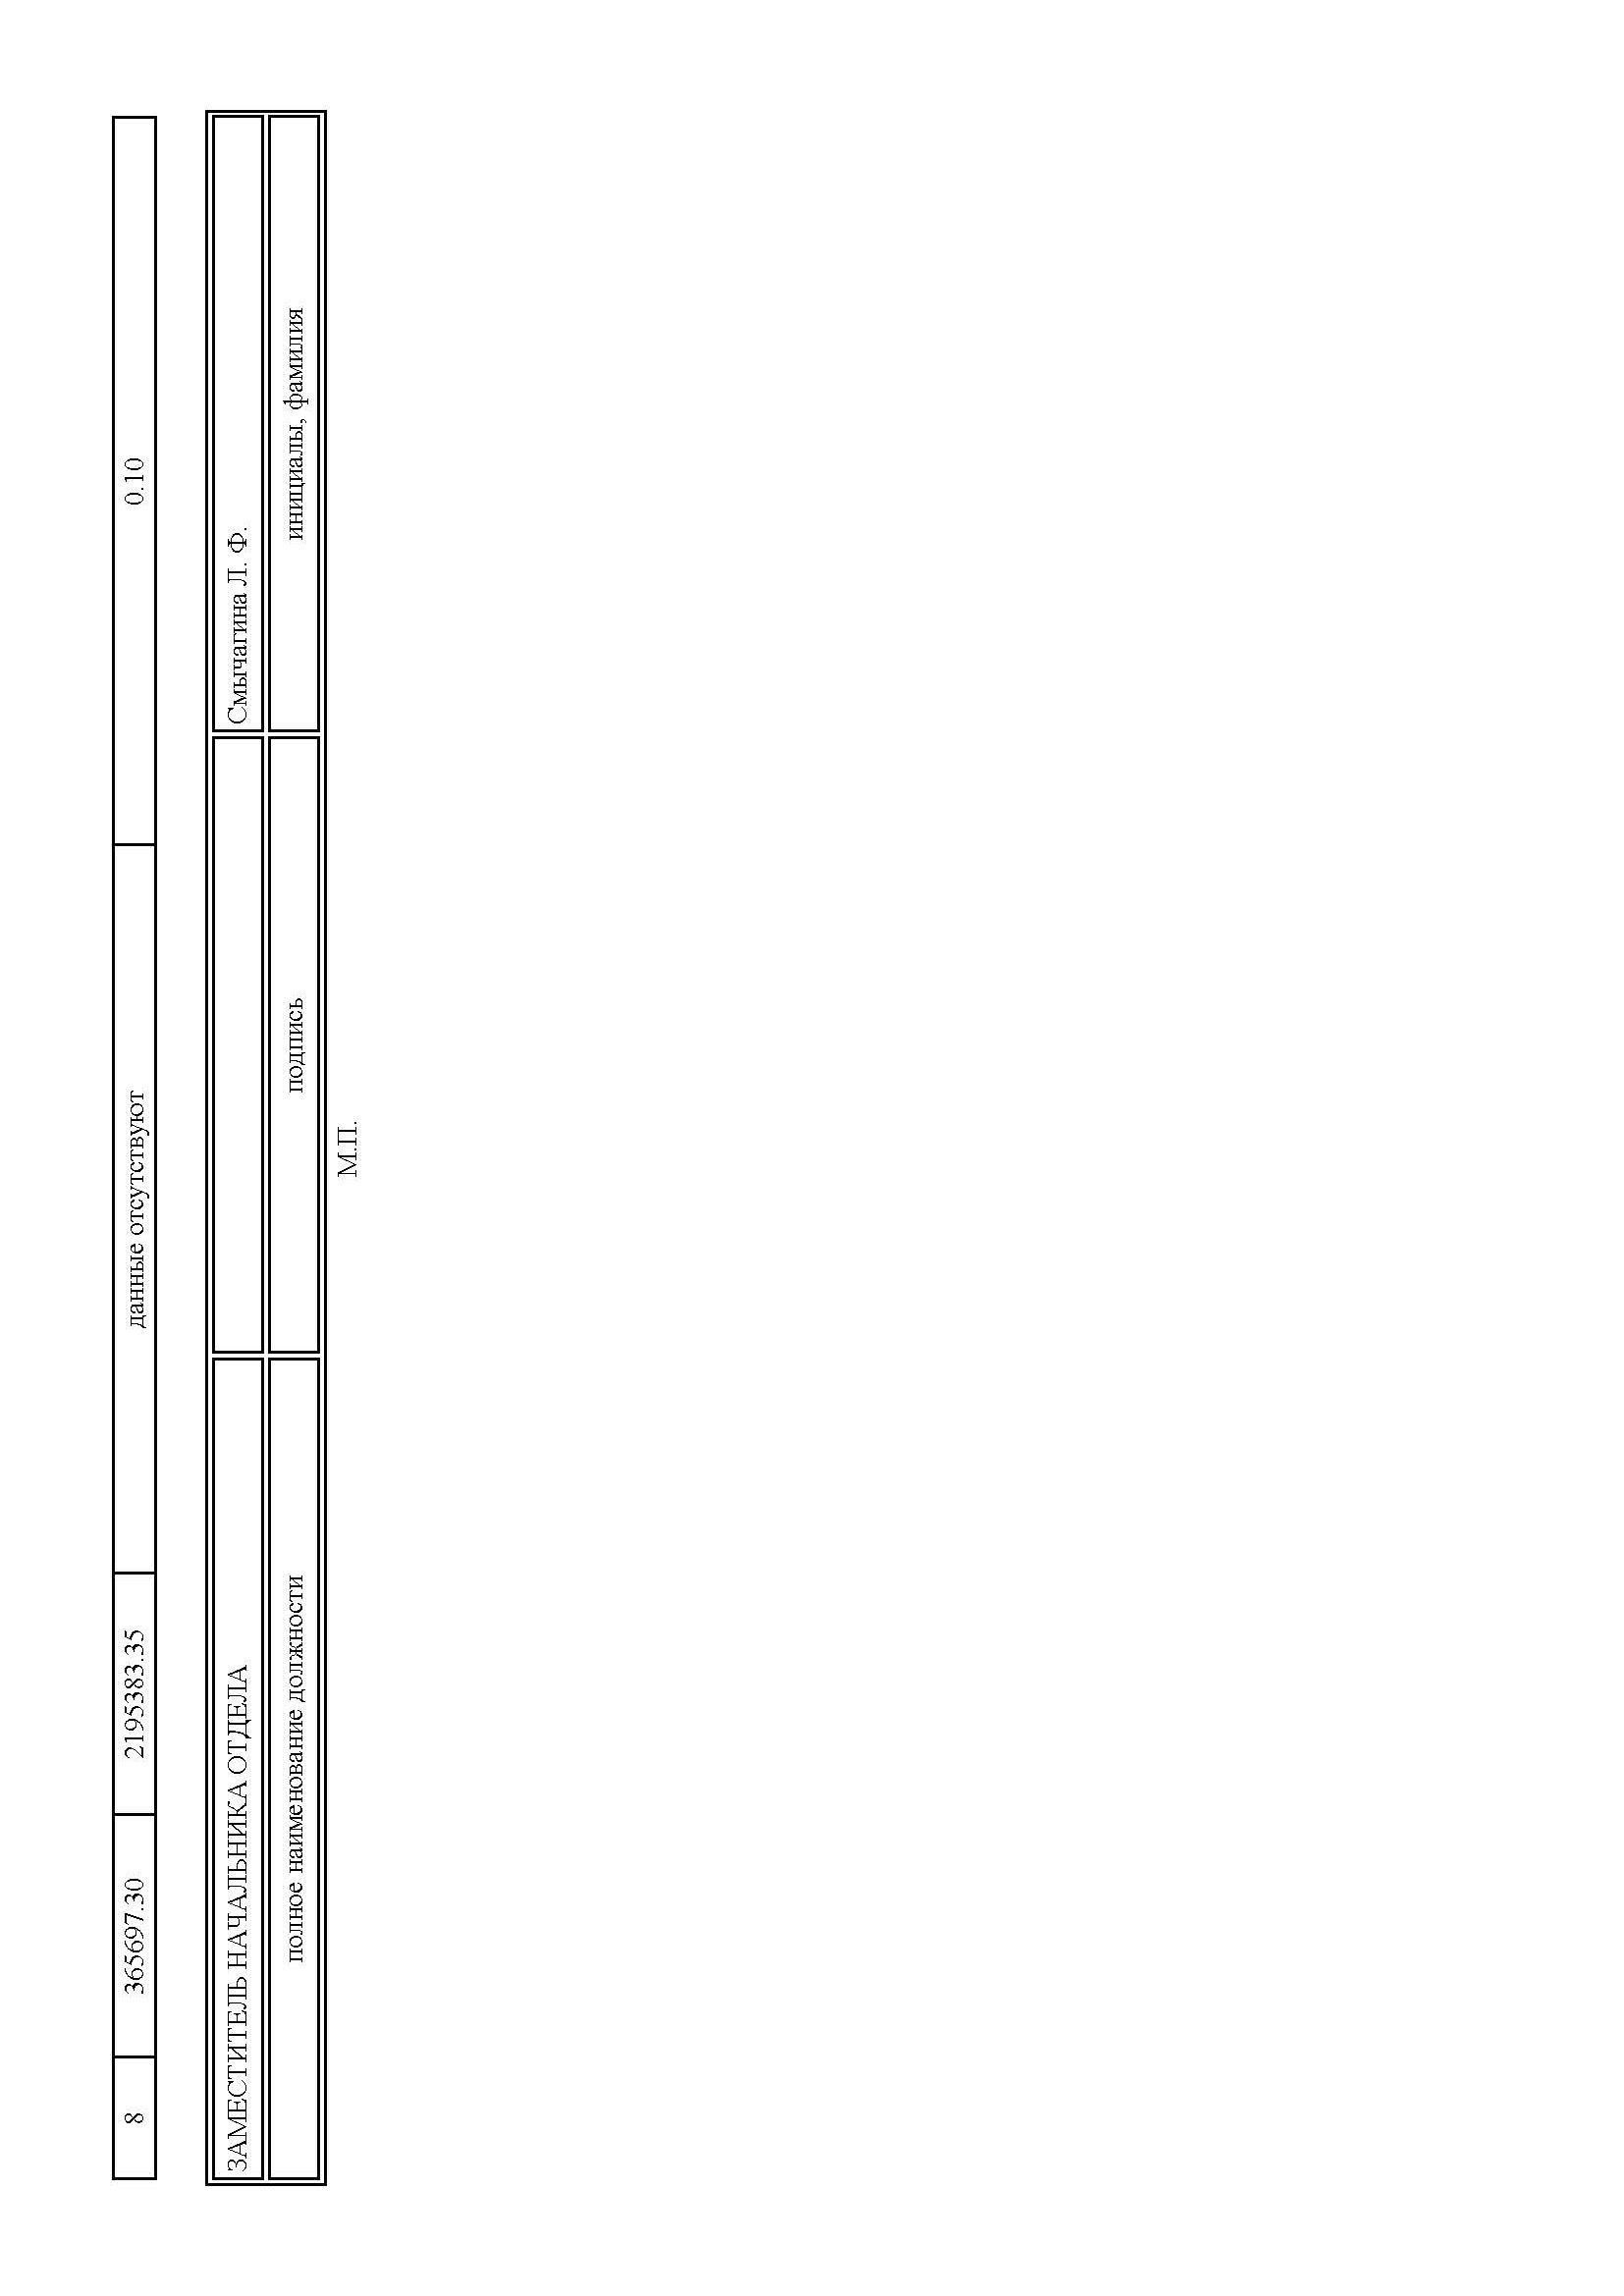 8 365697.30 2195383.35 данные отсутствуют 0.10
ЗАМЕСТИТЕЛЬ НАЧАЛЬНИКА ОТДЕЛА Смычагина Л. Ф.
полное наименование должности подпись инициалы, фамилия
М.П.